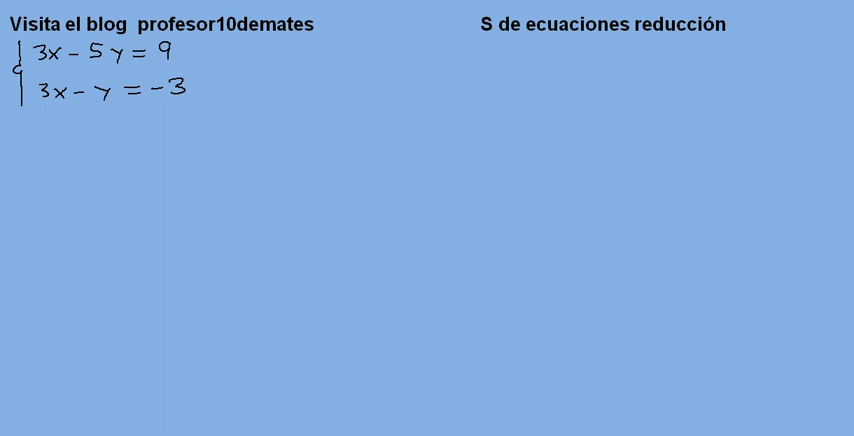 Visita el blog profesor10demates
S de ecuaciones reducción
3x - 5y = 9
3x - y = -3